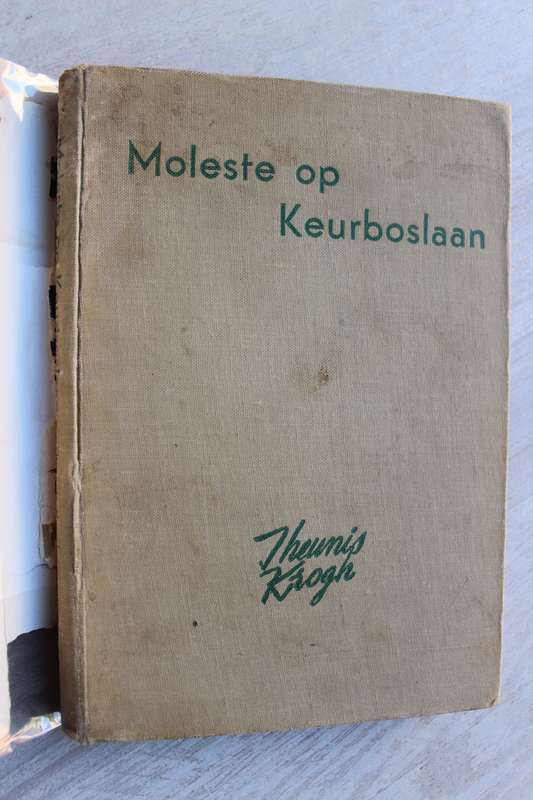 Moleste op
Keurboslaan
Theunis
Krogh